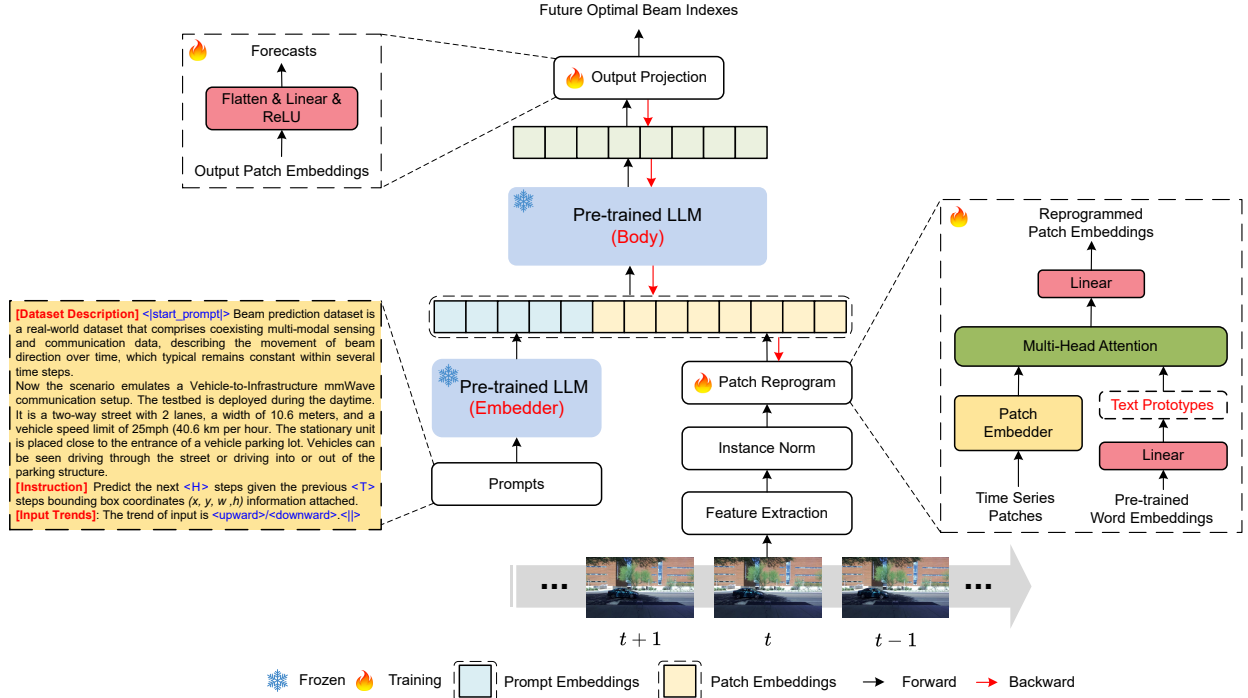 Future Optimal Beam Indexes
Forecasts
Flatten & Linear &
ReLU
Output Patch Embeddings
Output Projection
Pre-trained LLM
(Body)
[Dataset Description] <|start_prompt|> Beam prediction dataset is
a real-world dataset that comprises coexisting multi-modal sensing
and communication data, describing the movement of beam
direction over time, which typical remains constant within several
time steps.
Now the scenario emulates a Vehicle-to-Infrastructure mmWave
communication setup. The testbed is deployed during the daytime.
It is a two-way street with 2 lanes, a width of 10.6 meters, and a
vehicle speed limit of 25mph (40.6 km per hour. The stationary unit
is placed close to the entrance of a vehicle parking lot. Vehicles can
be seen driving through the street or driving into or out of the
parking structure.
[Instruction] Predict the next <H> steps given the previous <T>
steps bounding box coordinates (x, y, w ,h) information attached.
[Input Trends]: The trend of input is <upward>/<downward>.<||>
Pre-trained LLM
(Embedder)
Prompts
Patch Reprogram
Instance Norm
Feature Extraction
Reprogrammed
Patch Embeddings
Linear
Multi-Head Attention
Patch
Embedder
Text Prototypes
Linear
Time Series
Patches
Pre-trained
Word Embeddings
... ...
t + 1 t t − 1
Frozen Training Prompt Embeddings Patch Embeddings Forward Backward